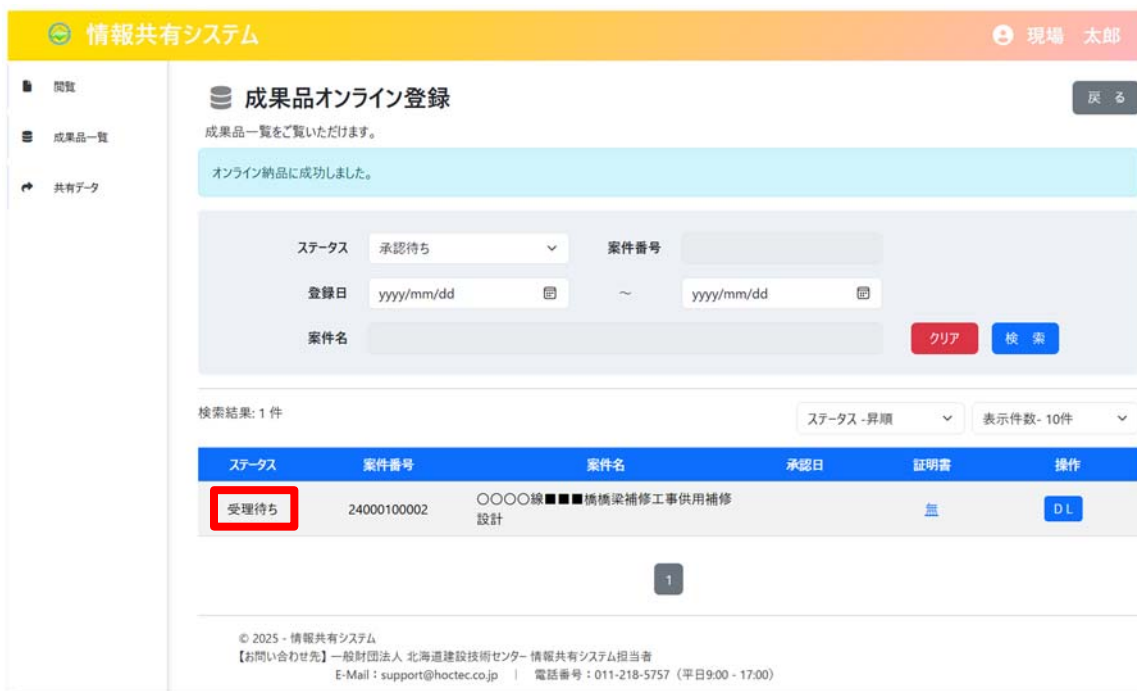 情報共有システム
現場 太郎
閲覧
成果品一覧
共有データ
成果品オンライン登録
戻 る
成果品一覧をご覧いただけます。
オンライン納品に成功しました。
ステータス 承認待ち 案件番号
登録日 yyyy/mm/dd ～ yyyy/mm/dd
案件名 クリア 検 索
検索結果: 1 件 ステータス -昇順 表示件数- 10件
ステータス 案件番号 案件名 承認日 証明書 操作
受理待ち 24000100002 〇〇〇〇線■■■橋橋梁補修工事供用補修 無 D L
設計
1
© 2025 - 情報共有システム
【お問い合わせ先】一般財団法人 北海道建設技術センター 情報共有システム担当者
E-Mail：support@hoctec.co.jp | 電話番号：011-218-5757（平日9:00 - 17:00）